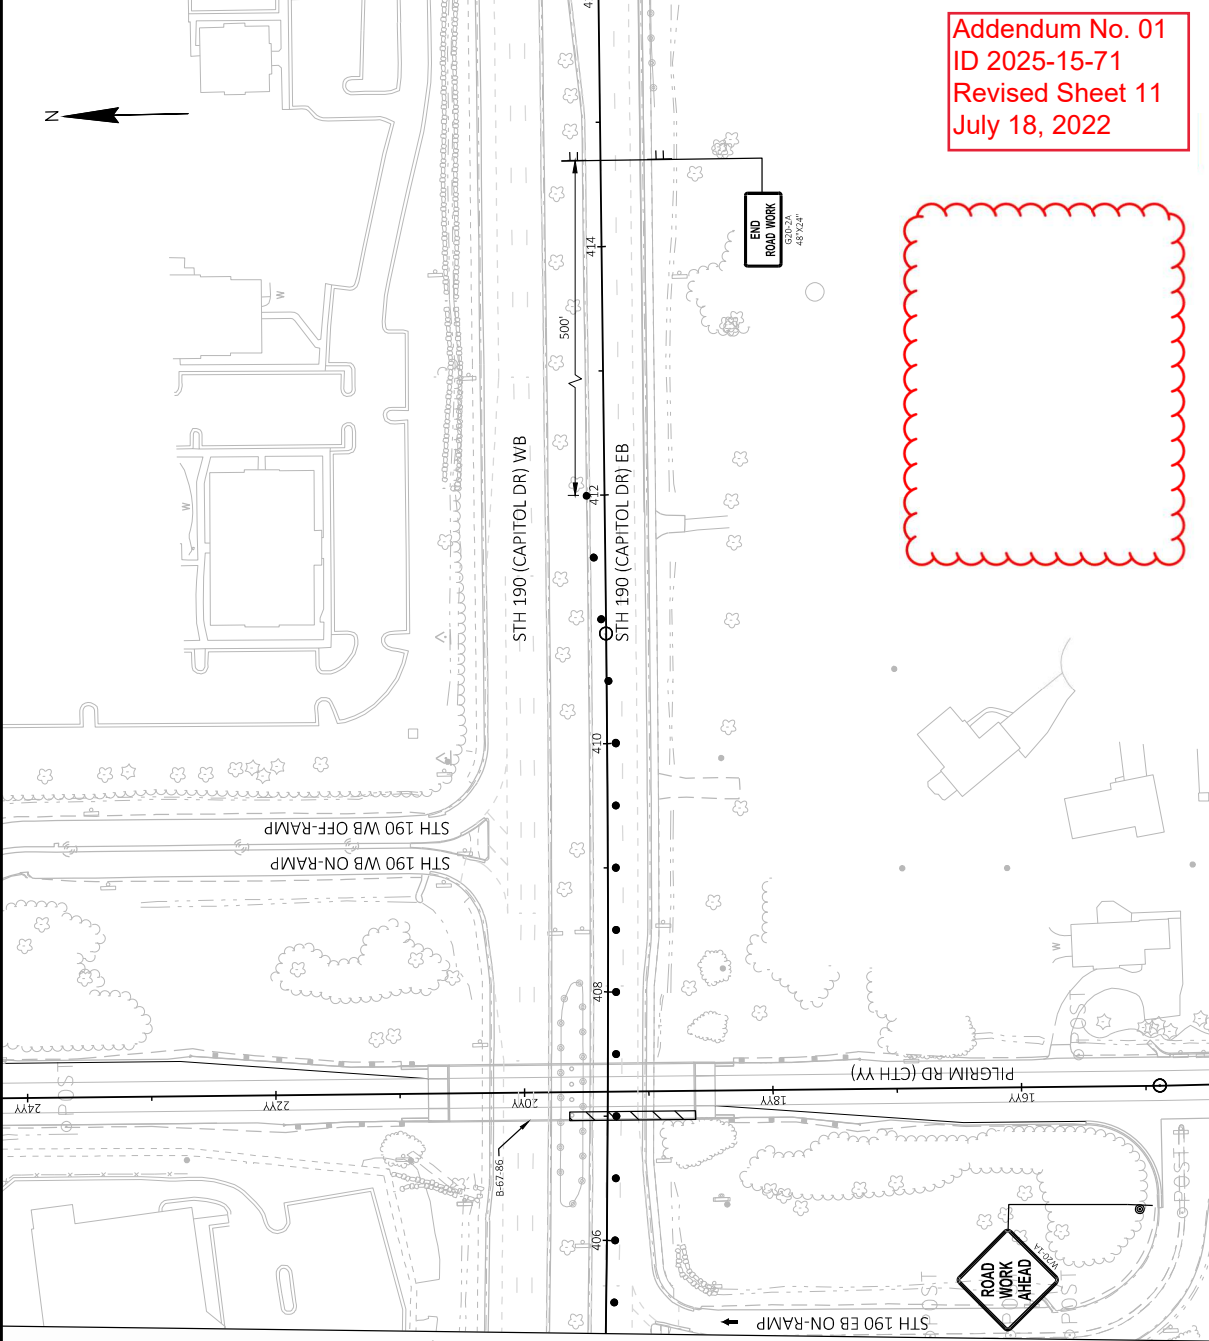 Addendum No. 01
ID 2025-15-71
Revised Sheet 11
July 18, 2022
N
END
ROAD WORK
G20-2A
48"X24"
414
500'
W
W
412
STH 190 (CAPITOL DR) WB
STH 190 (CAPITOL DR) EB
410
STH 190 WB OFF-RAMP
STH 190 WB ON-RAMP
W
408
POST
POST
PILGRIM RD (CTH YY)
24YY
22YY
20YY
18YY
16YY
B-67-86
406
POST
ROAD
WORK
AHEAD
W20-1A
POST
POST
STH 190 EB ON-RAMP